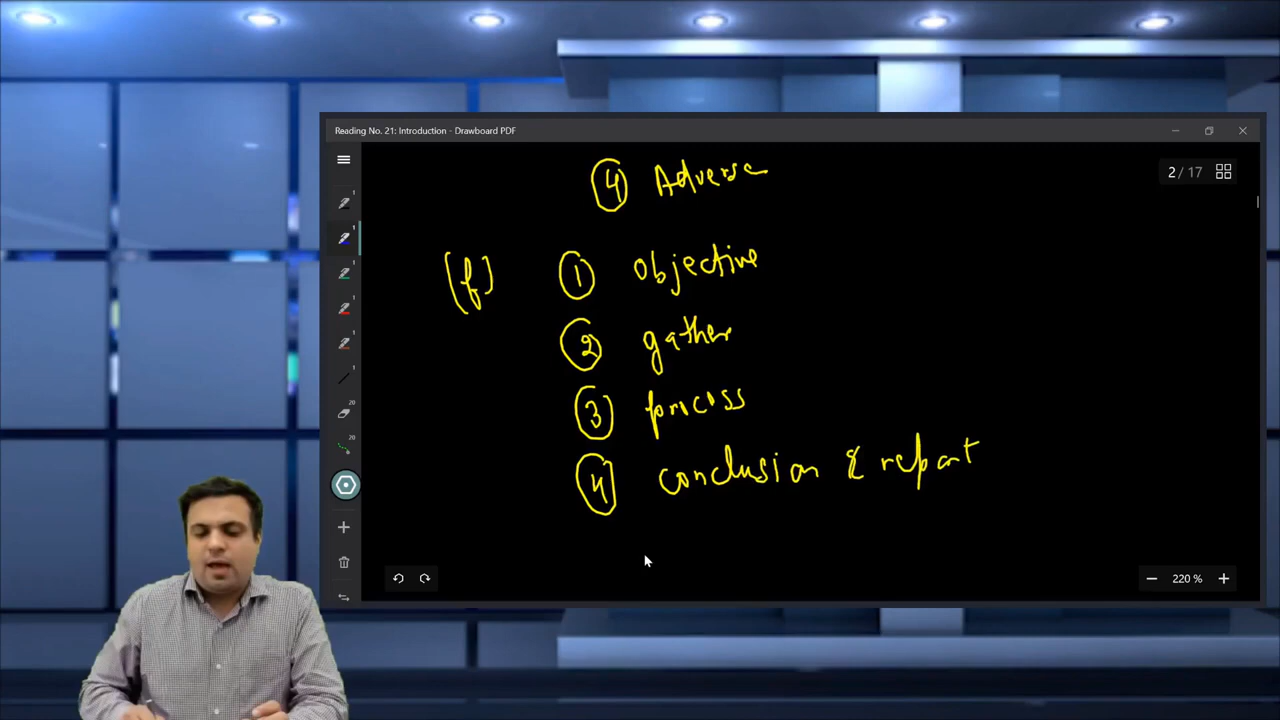 Reading No. 21: Introduction - Drawboard PDF
2 / 17
④ Adverse
(f) ① objective
② gather
③ process
④ conclusion & report
220 %